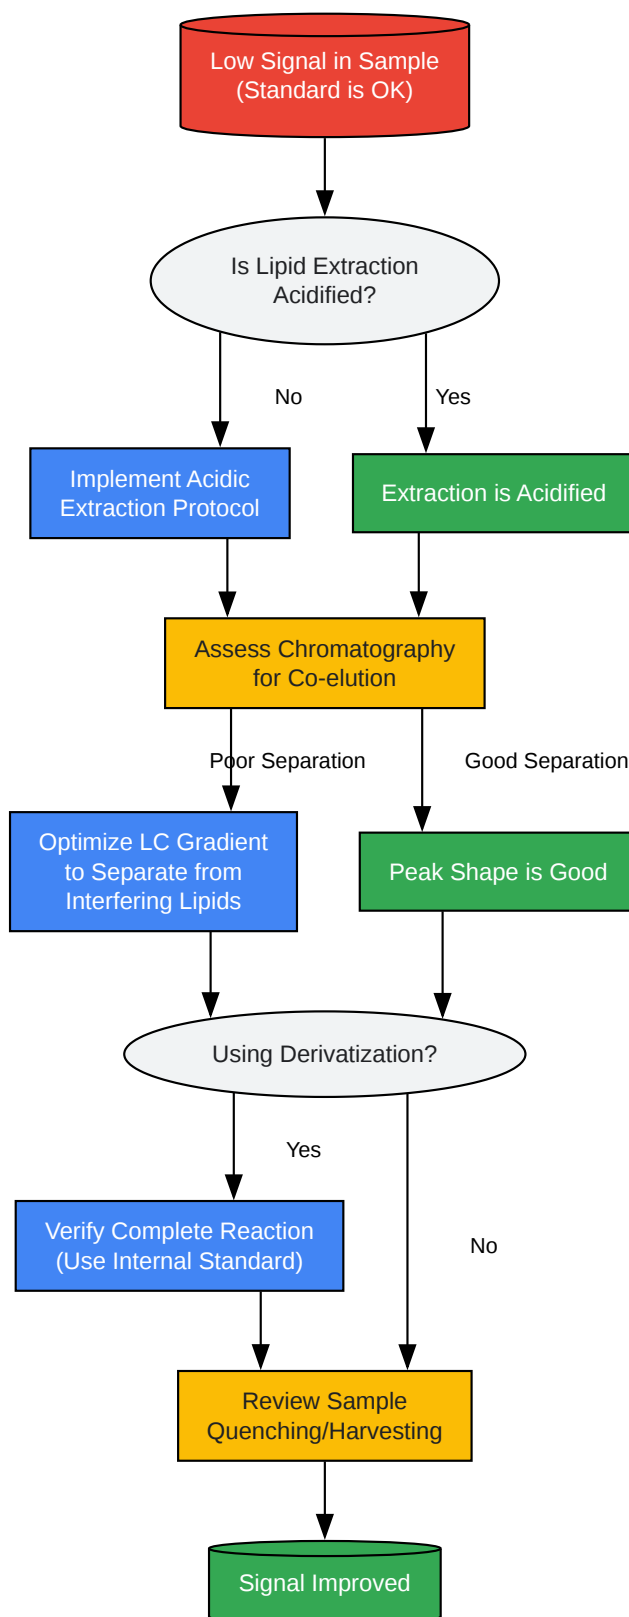 Low Signal in Sample
(Standard is OK)
Is Lipid Extraction
Acidified?
No
Yes
Implement Acidic
Extraction Protocol
Extraction is Acidified
Assess Chromatography
for Co-elution
Poor Separation
Good Separation
Optimize LC Gradient
to Separate from
Interfering Lipids
Peak Shape is Good
Using Derivatization?
Yes
Verify Complete Reaction
(Use Internal Standard)
No
Review Sample
Quenching/Harvesting
Signal Improved